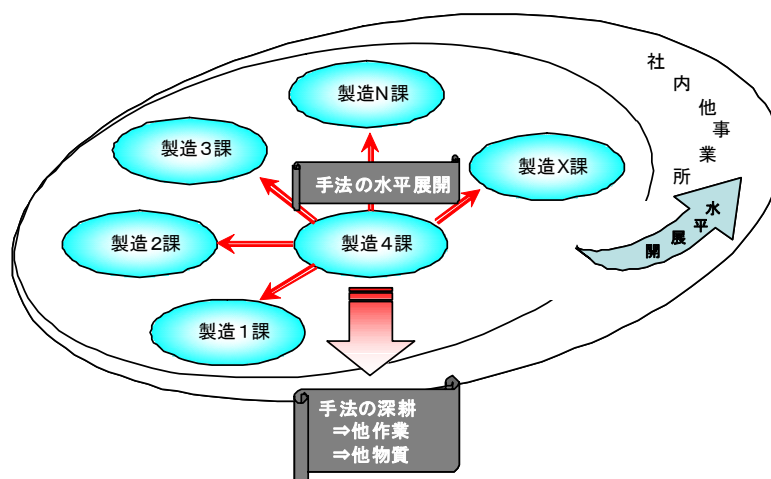 社内他事業所
製造N課
製造3課
製造X課
手法の水平展開
水平展開
製造2課
製造4課
製造1課
手法の深耕
⇒他作業
⇒他物質